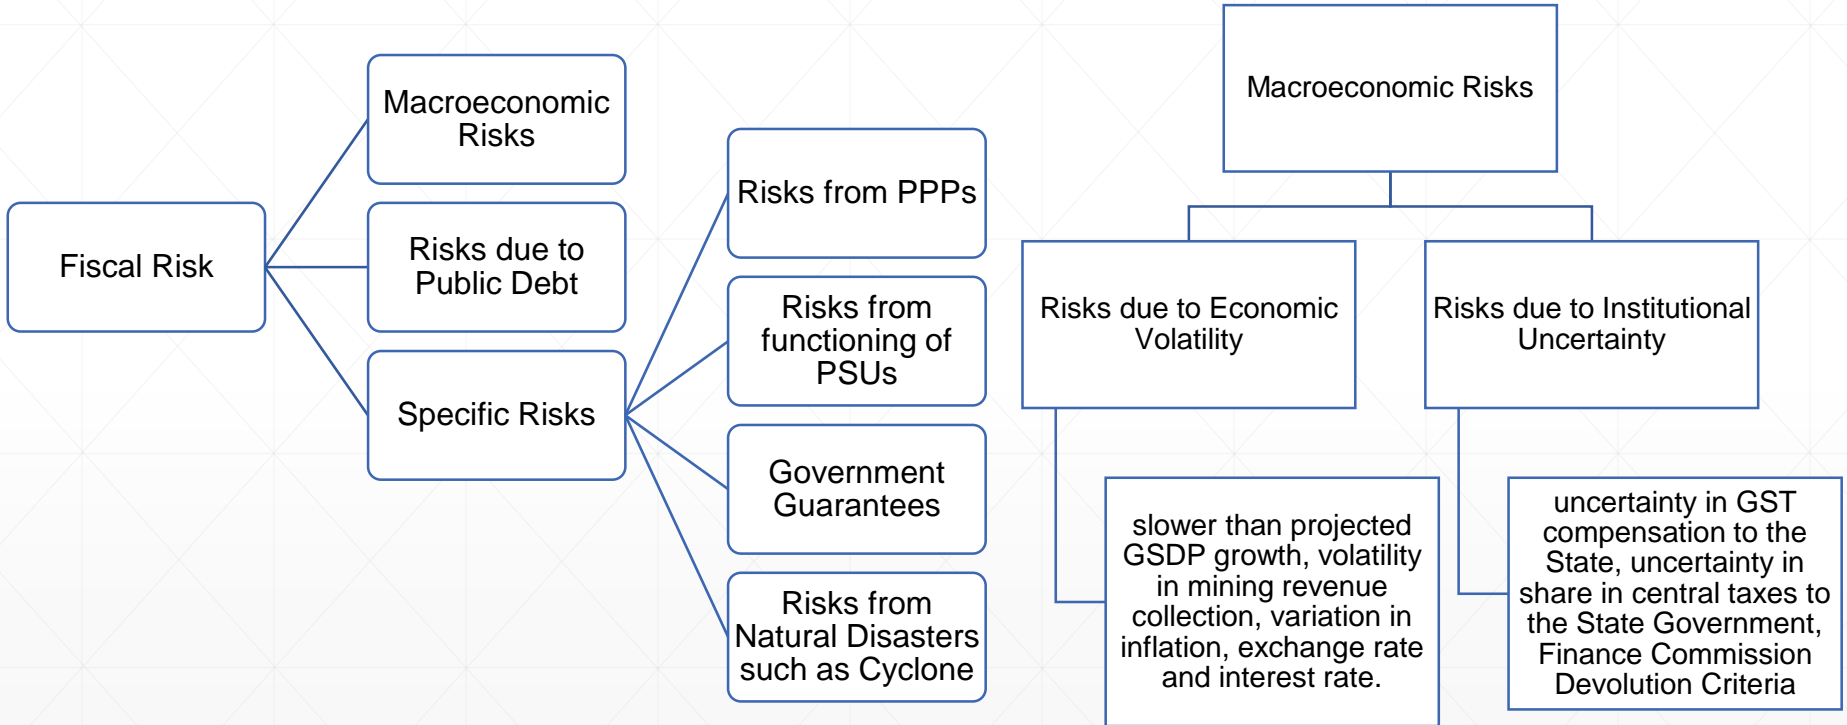 Fiscal Risk
Macroeconomic
Risks
Risks due to
Public Debt
Specific Risks
Risks from PPPs
Risks from
functioning of
PSUs
Government
Guarantees
Risks from
Natural Disasters
such as Cyclone
Macroeconomic Risks
Risks due to Economic
Volatility
slower than projected
GSDP growth, volatility
in mining revenue
collection, variation in
inflation, exchange rate
and interest rate.
Risks due to Institutional
Uncertainty
uncertainty in GST
compensation to the
State, uncertainty in
share in central taxes to
the State Government,
Finance Commission
Devolution Criteria